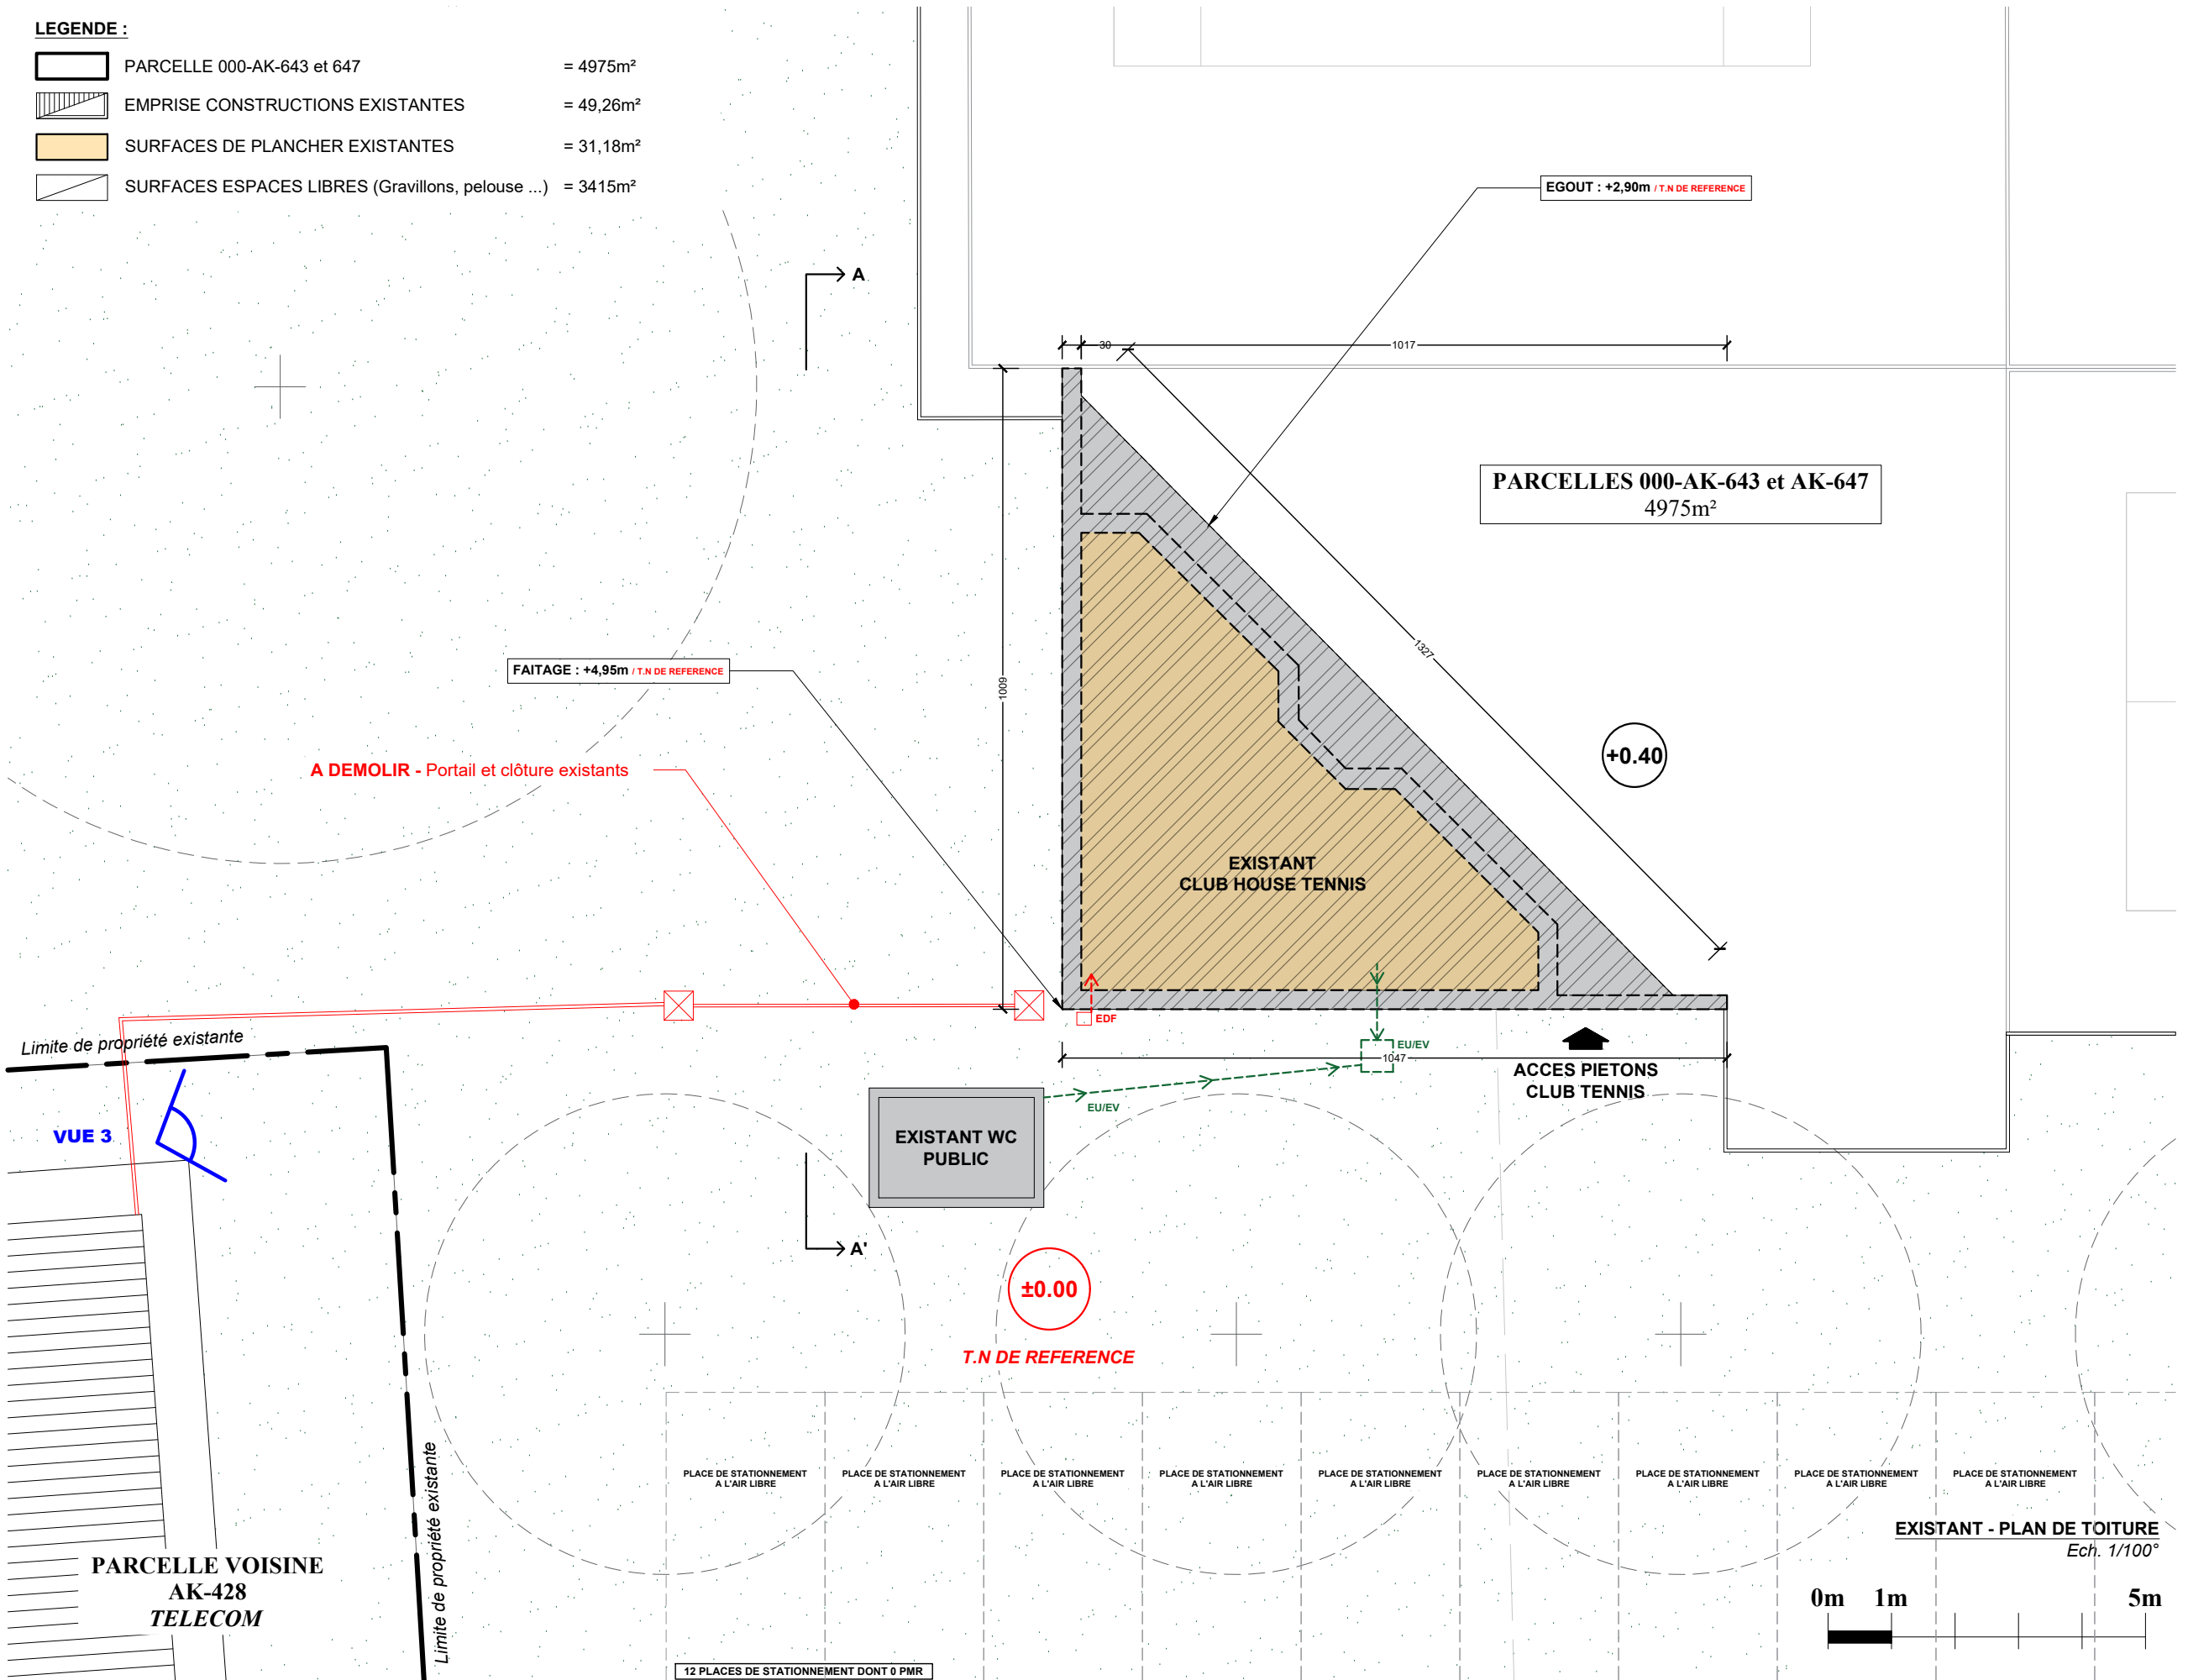 LEGENDE :
PARCELLE 000-AK-643 et 647 = 4975m²
EMPRISE CONSTRUCTIONS EXISTANTES = 49,26m²
SURFACES DE PLANCHER EXISTANTES = 31,18m²
SURFACES ESPACES LIBRES (Gravillons, pelouse ...) = 3415m²
EGOUT : +2,90m / T.N DE REFERENCE
A
30
1017
PARCELLES 000-AK-643 et AK-647
4975m²
1327
FAITAGE : +4,95m / T.N DE REFERENCE
1009
+0.40
A DEMOLIR - Portail et clôture existants
EXISTANT
CLUB HOUSE TENNIS
EDF
Limite de propriété existante
EU/EV
1047
ACCES PIETONS
CLUB TENNIS
EU/EV
VUE 3
EXISTANT WC
PUBLIC
A'
±0.00
T.N DE REFERENCE
Limite de propriété existante
PLACE DE STATIONNEMENT
A L'AIR LIBRE
PLACE DE STATIONNEMENT
A L'AIR LIBRE
PLACE DE STATIONNEMENT
A L'AIR LIBRE
PLACE DE STATIONNEMENT
A L'AIR LIBRE
PLACE DE STATIONNEMENT
A L'AIR LIBRE
PLACE DE STATIONNEMENT
A L'AIR LIBRE
PLACE DE STATIONNEMENT
A L'AIR LIBRE
PLACE DE STATIONNEMENT
A L'AIR LIBRE
PLACE DE STATIONNEMENT
A L'AIR LIBRE
EXISTANT - PLAN DE TOITURE
Ech. 1/100°
PARCELLE VOISINE
AK-428
TELECOM
0m 1m 5m
12 PLACES DE STATIONNEMENT DONT 0 PMR